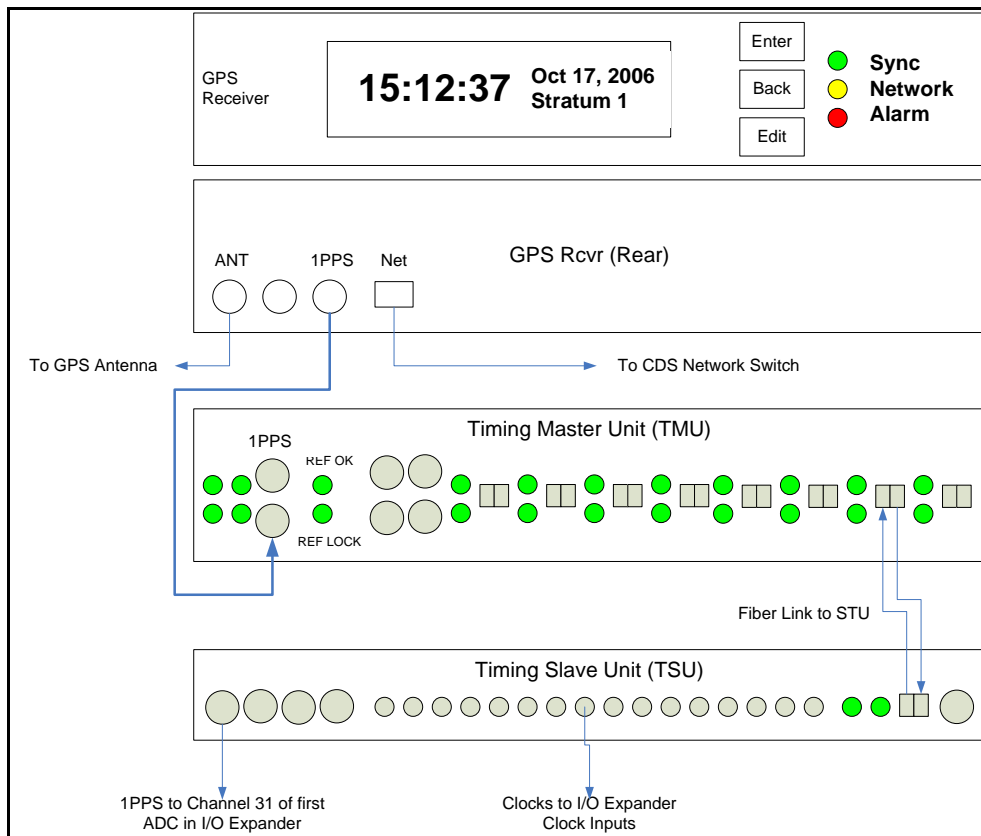 GPS
Receiver
15:12:37
Oct 17, 2006
Stratum 1
Enter
Back
Edit
Sync
Network
Alarm
GPS Rcvr (Rear)
ANT
1PPS
Net
To GPS Antenna
To CDS Network Switch
Timing Master Unit (TMU)
1PPS
REF OK
REF LOCK
Fiber Link to STU
Timing Slave Unit (TSU)
1PPS to Channel 31 of first
ADC in I/O Expander
Clocks to I/O Expander
Clock Inputs